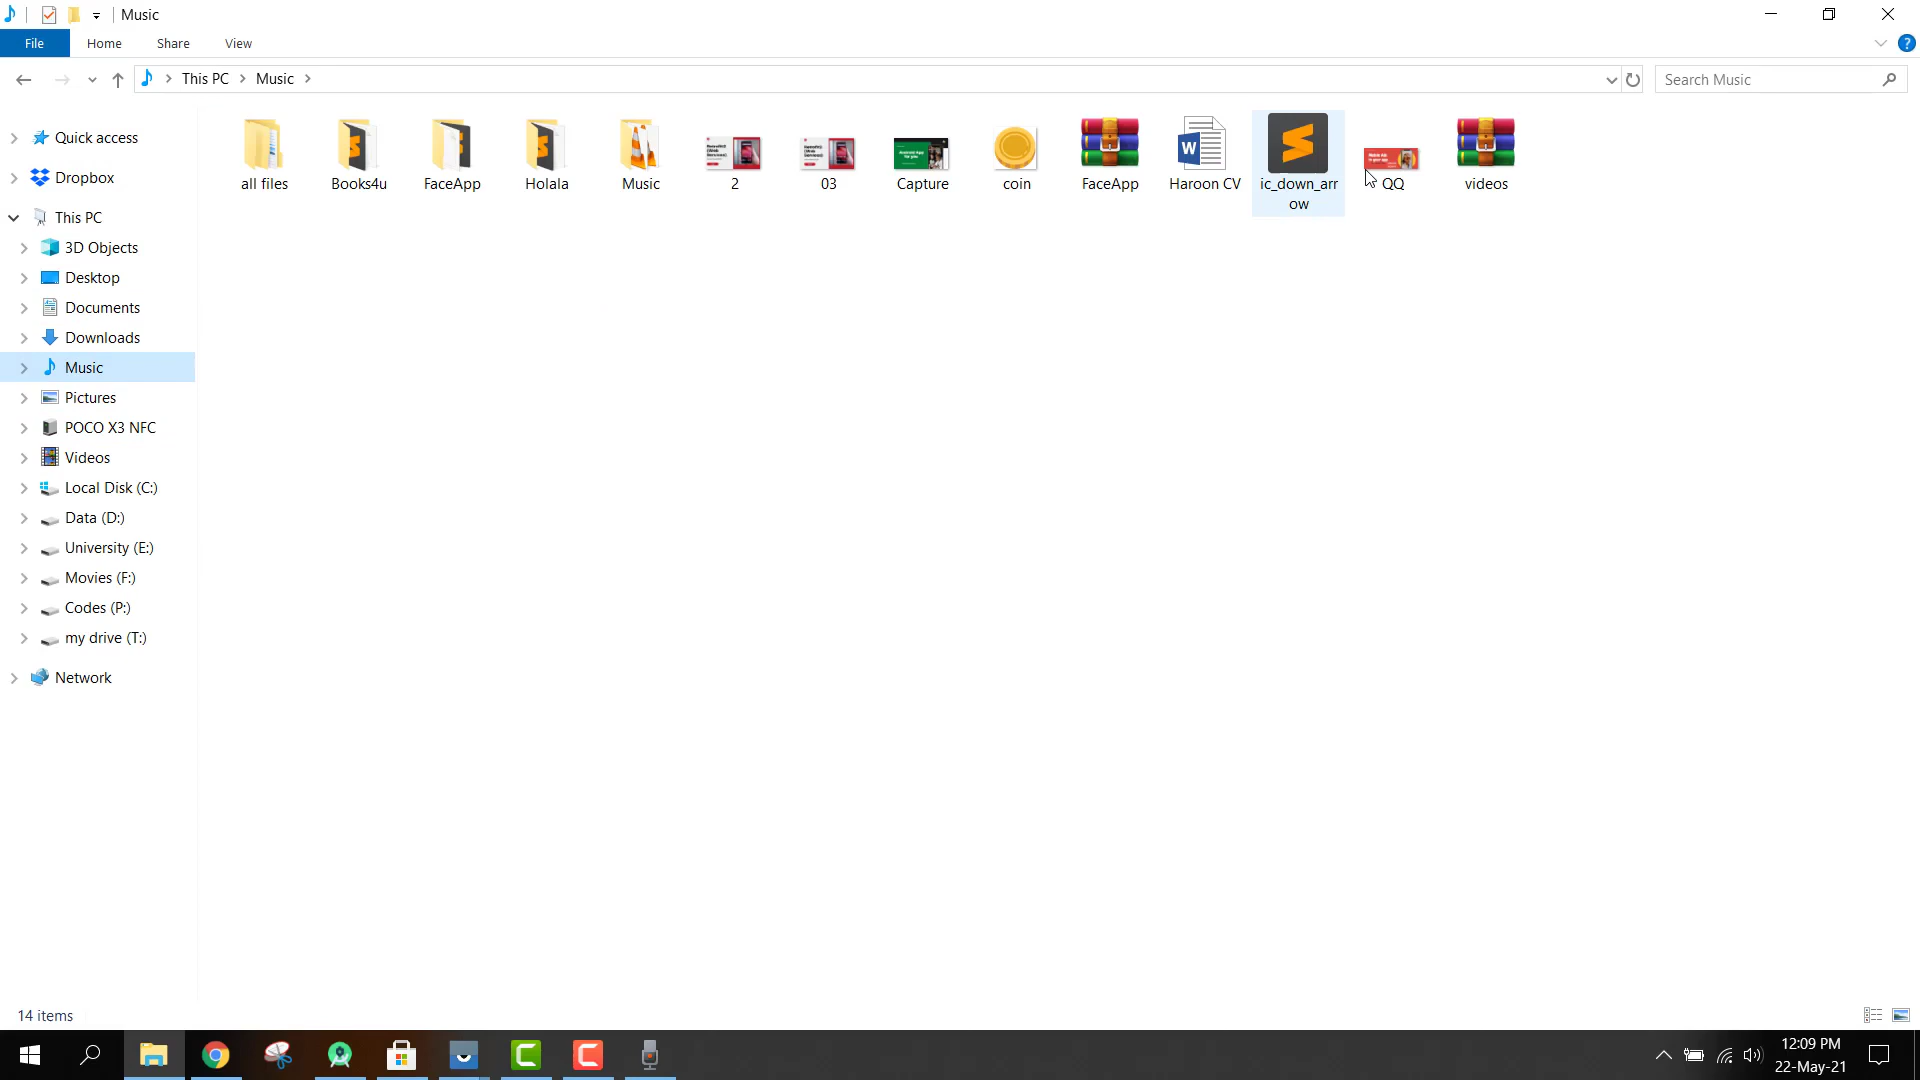 Music
File Home Share View
This PC Music
Search Music
Quick access
Dropbox
This PC
3D Objects
Desktop
Documents
Downloads
Music
Pictures
POCO X3 NFC
Videos
Local Disk (C:)
Data (D:)
University (E:)
Movies (F:)
Codes (P:)
my drive (T:)
Network
all files
Books4u
FaceApp
Holala
Music
2
03
Capture
coin
FaceApp
Haroon CV
ic_down_arr
ow
QQ
videos
14 items
12:09 PM
22-May-21